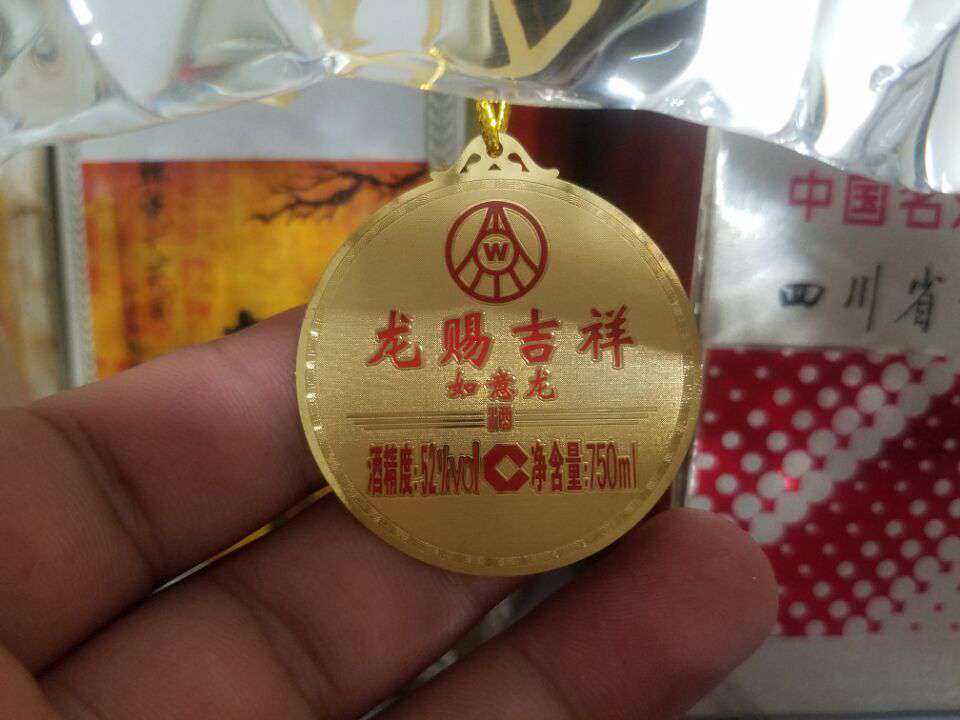 W
龙赐吉祥
如意龙
酒
酒精度:52%vol 净含量:750ml
中国名
四川省